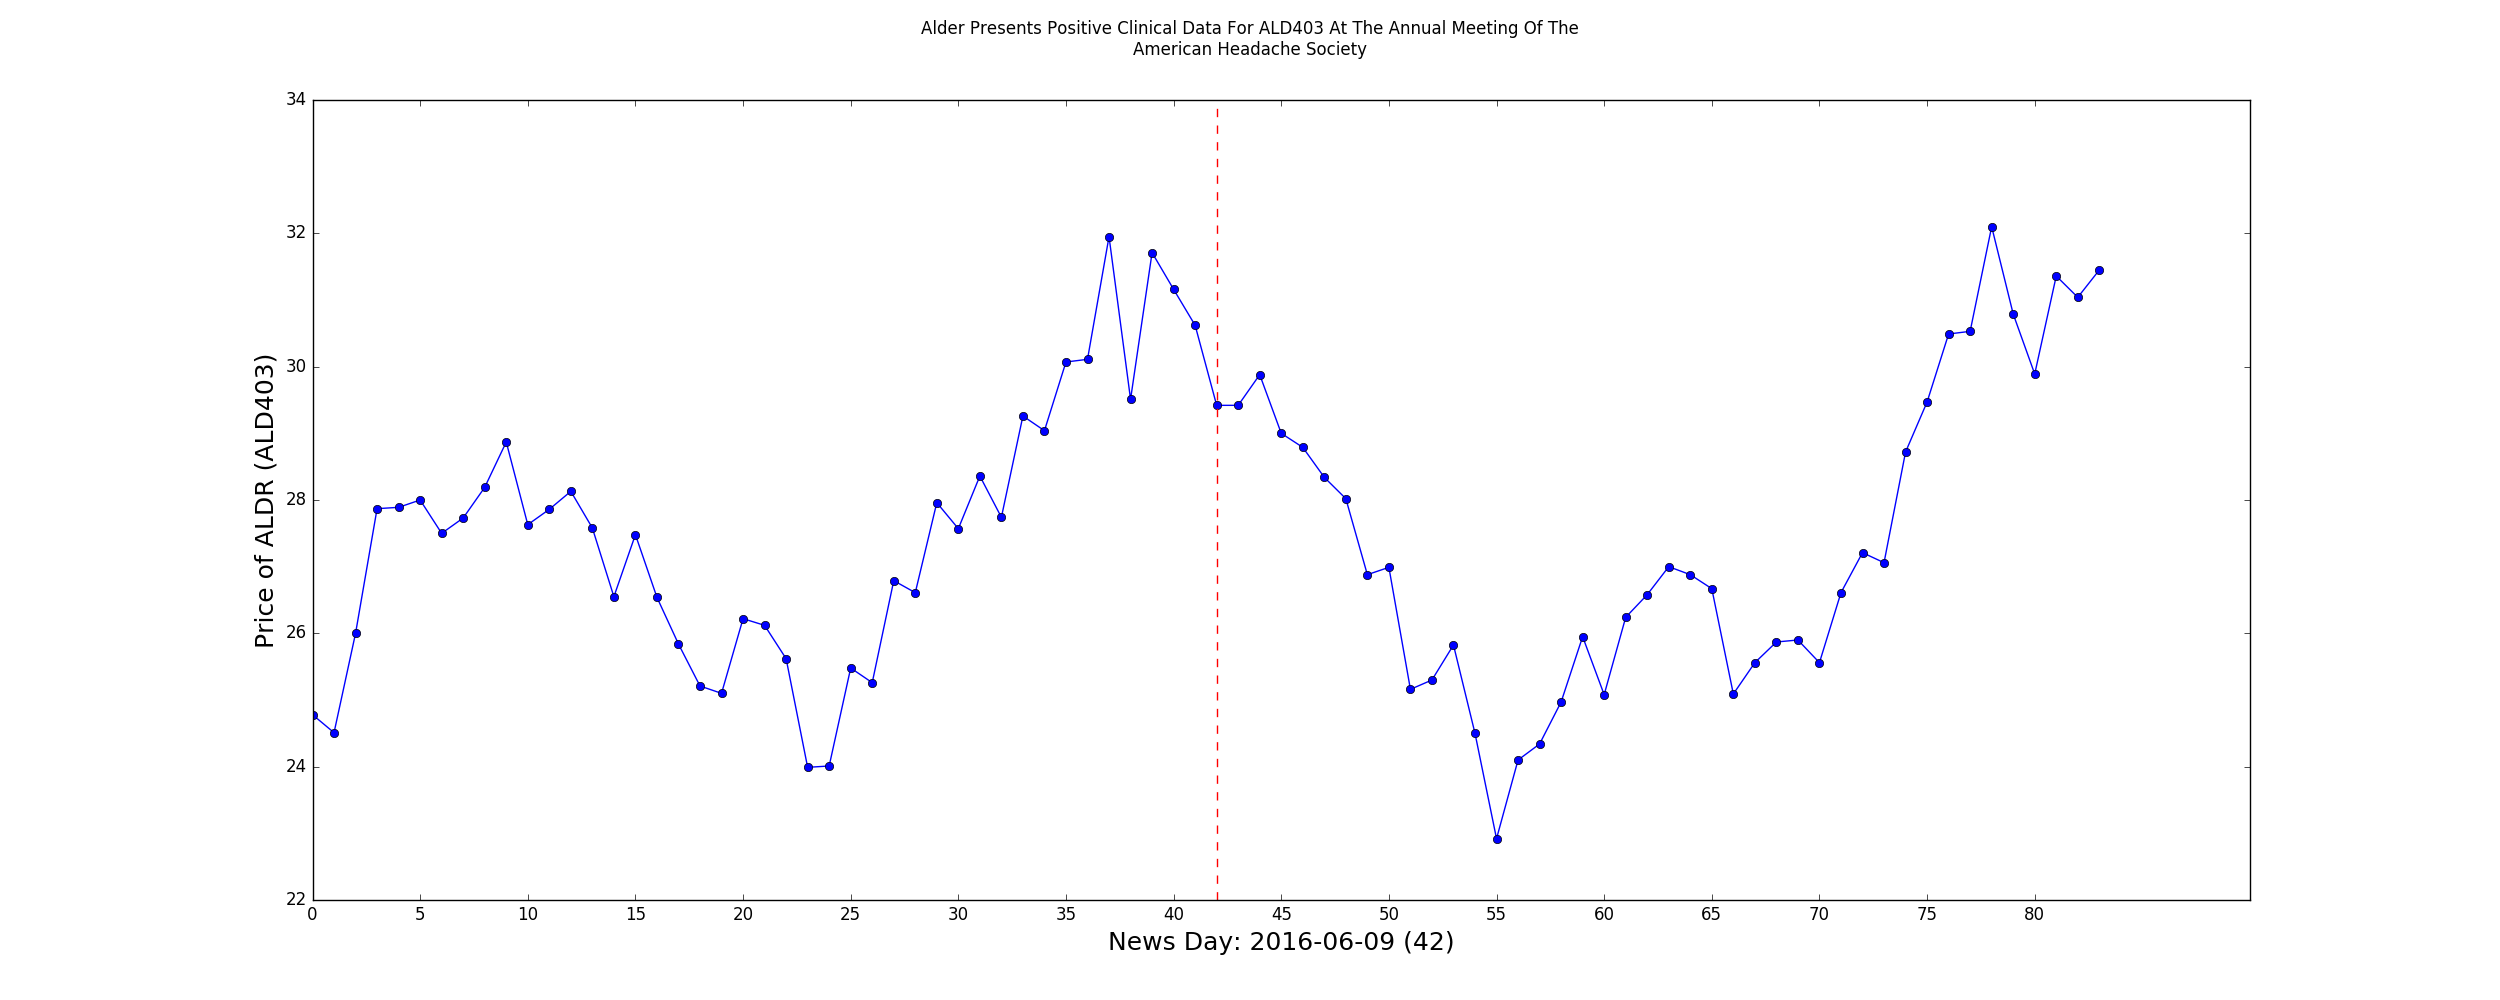 Alder Presents Positive Clinical Data For ALD403 At The Annual Meeting Of The
American Headache Society
34
32
30
28
26
24
22
Price of ALDR (ALD403)
0 5 10 15 20 25 30 35 40 45 50 55 60 65 70 75 80
News Day: 2016-06-09 (42)